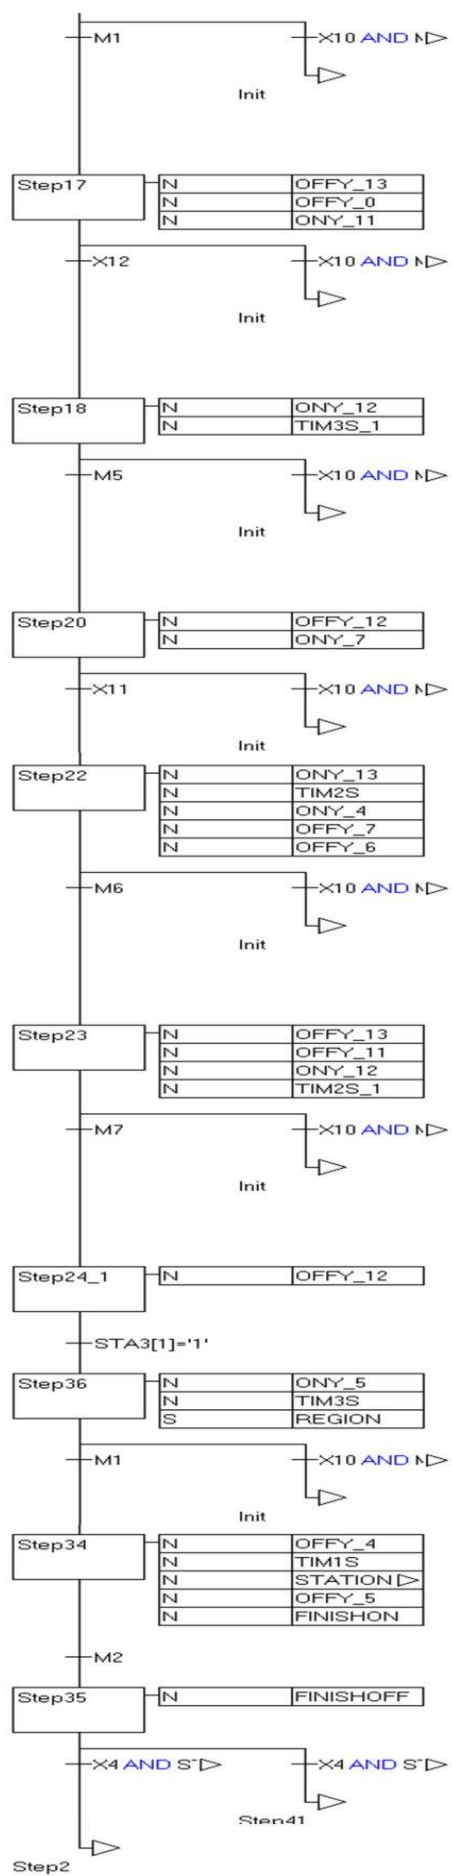 M1 X10 AND
Init
Step17 N OFFY_13
N OFFY_0
N ONY_11
X12 X10 AND
Init
Step18 N ONY_12
N TIM3S_1
M5 X10 AND
Init
Step20 N OFFY_12
N ONY_7
X11 X10 AND
Init
Step22 N ONY_13
N TIM2S
N ONY_4
N OFFY_7
N OFFY_6
M6 X10 AND
Init
Step23 N OFFY_13
N OFFY_11
N ONY_12
N TIM2S_1
M7 X10 AND
Init
Step24_1 N OFFY_12
STA3[1]='1'
Step36 N ONY_5
N TIM3S
S REGION
M1 X10 AND
Init
Step34 N OFFY_4
N TIM1S
N STATION
N OFFY_5
N FINISHON
M2
Step35 N FINISHOFF
X4 AND X4 AND
Step41
Step2